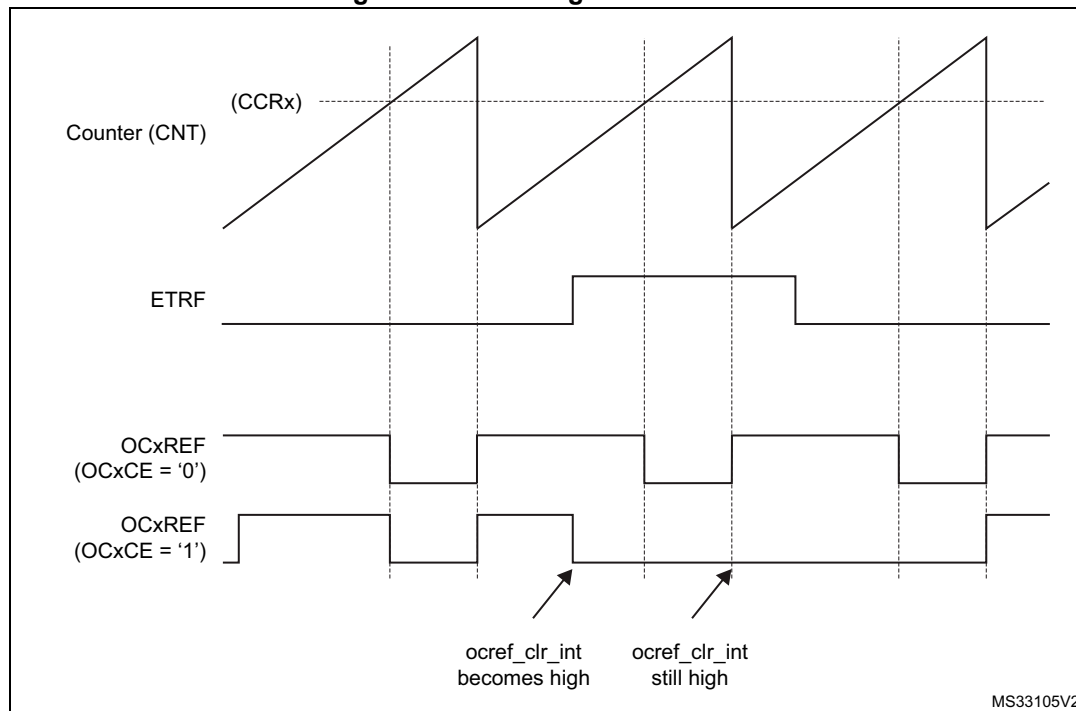 (CCRx)
Counter (CNT)
ETRF
OCxREF
(OCxCE = ‘0’)
OCxREF
(OCxCE = ‘1’)
ocref_clr_int
becomes high
ocref_clr_int
still high
MS33105V2